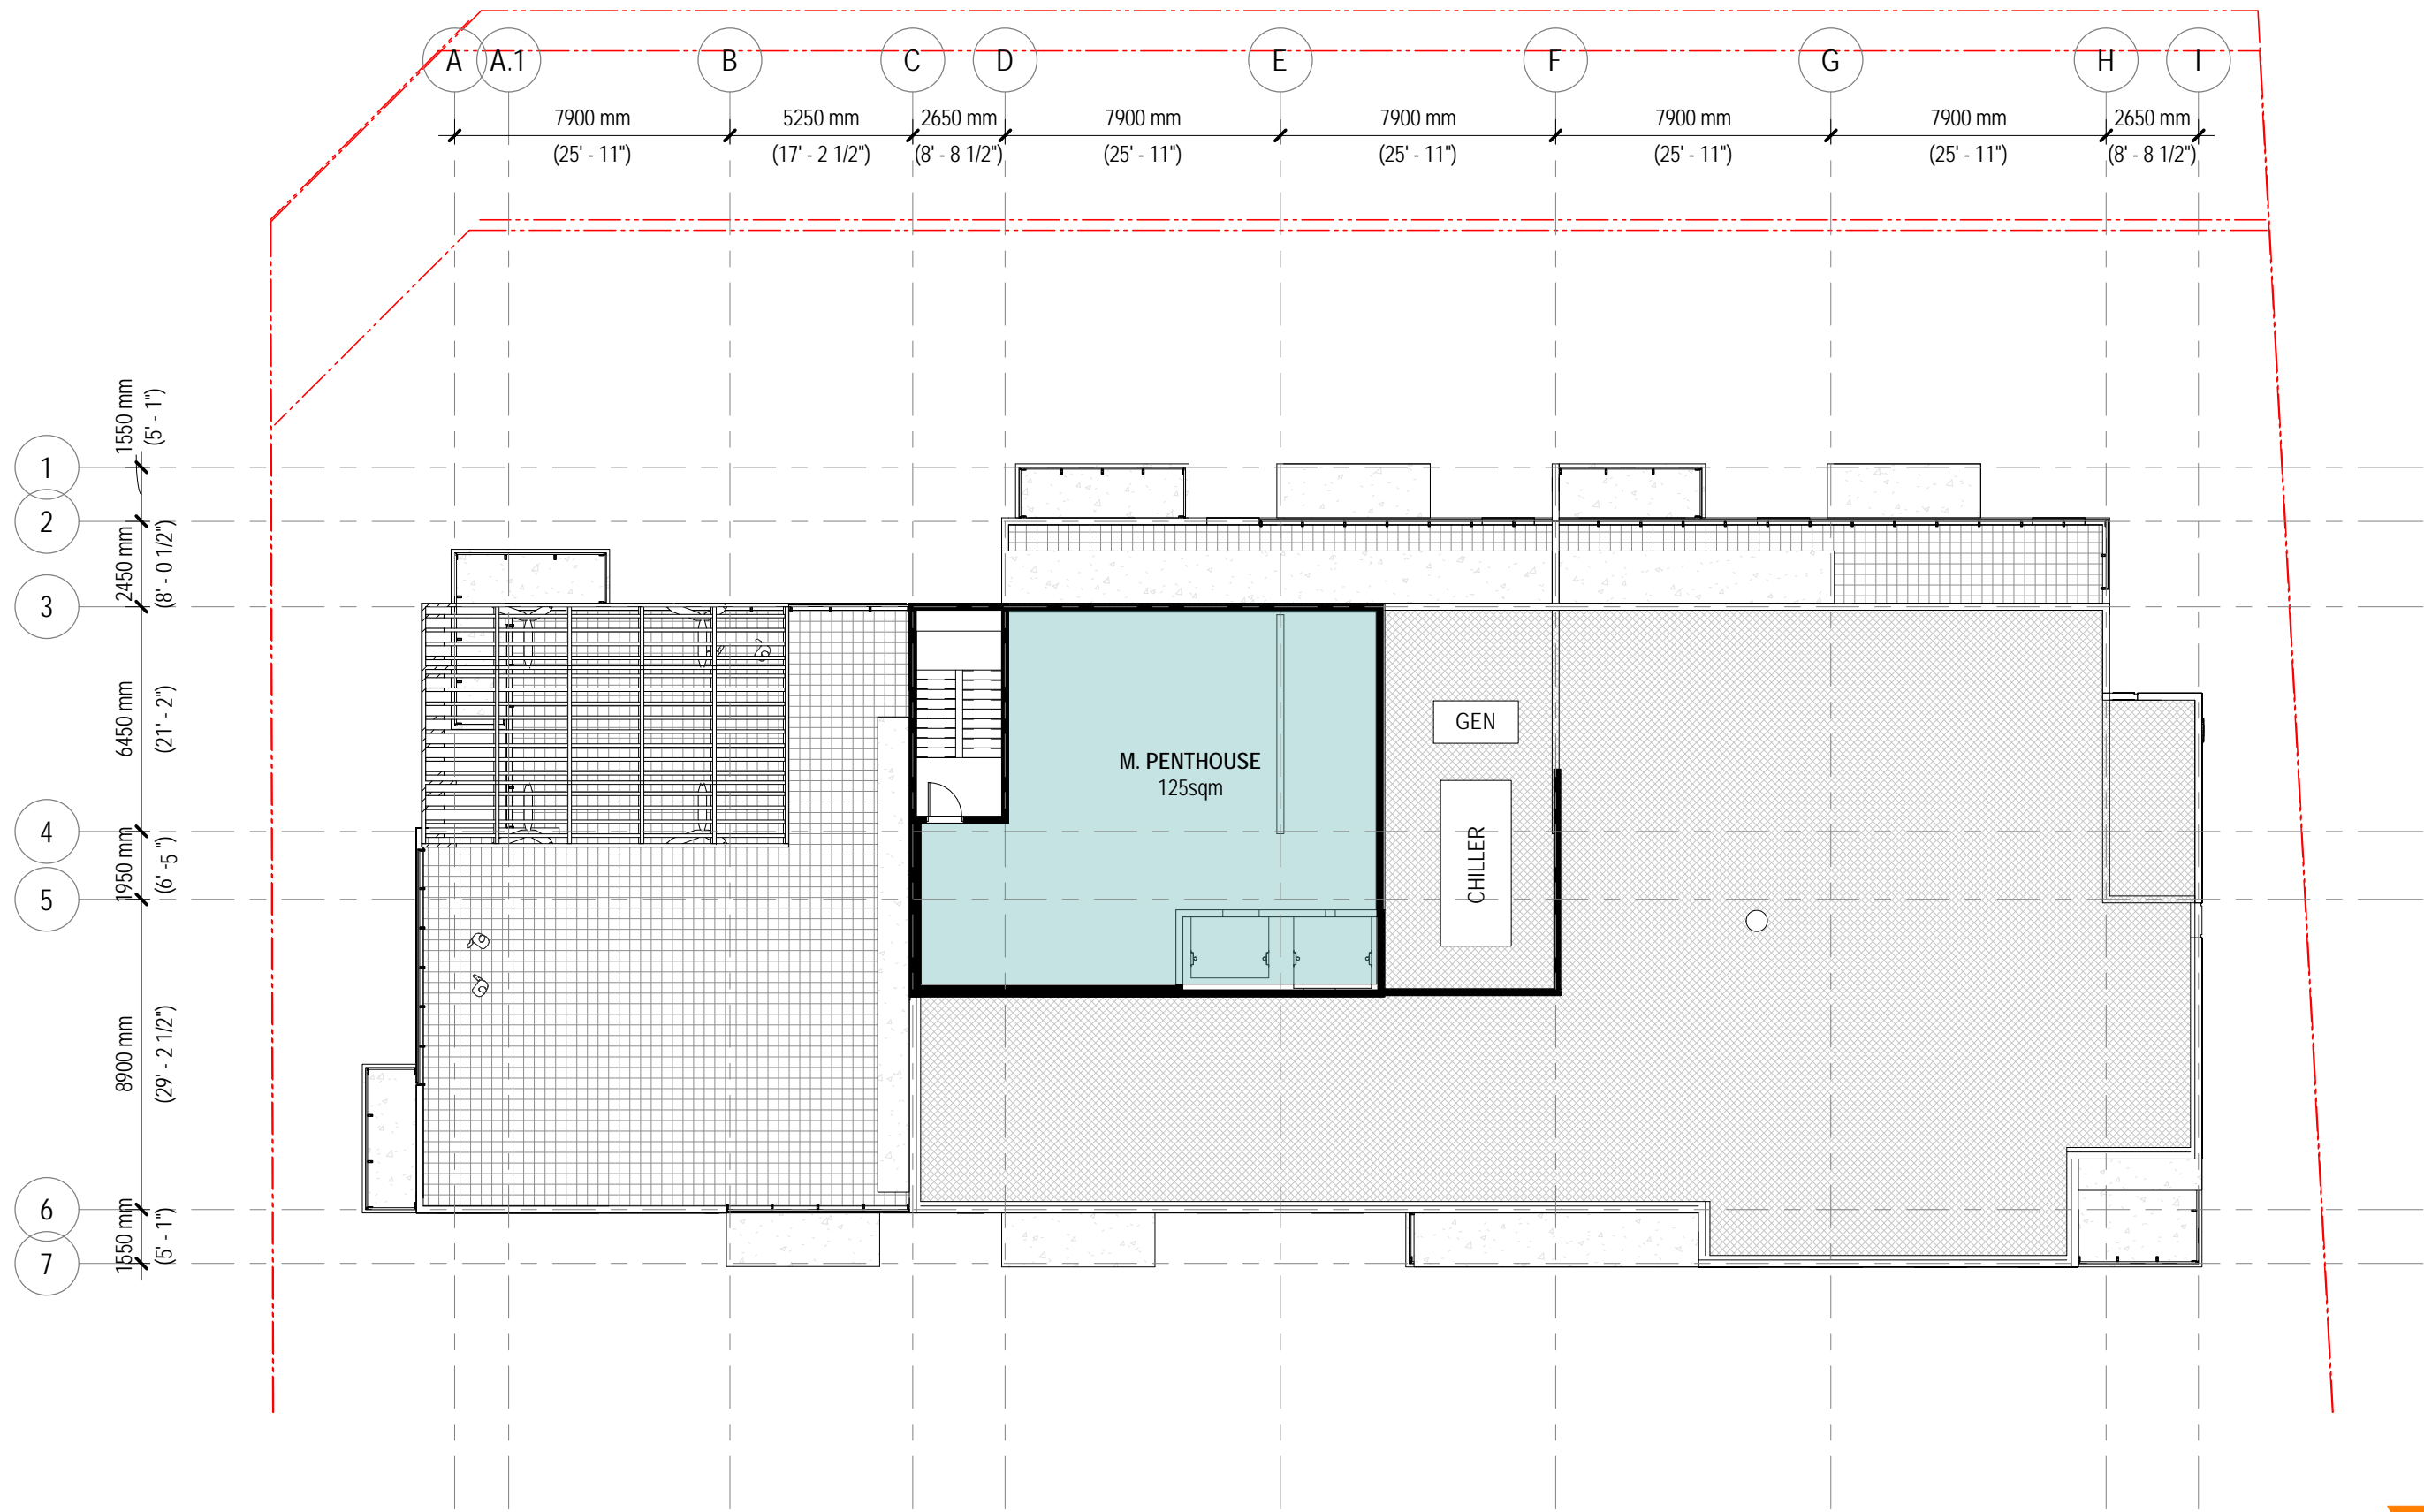 A A.1 B C D E F G H I
7900 mm 5250 mm 2650 mm 7900 mm 7900 mm 7900 mm 7900 mm 2650 mm
(25' - 11") (17' - 2 1/2") (8' - 8 1/2") (25' - 11") (25' - 11") (25' - 11") (25' - 11") (8' - 8 1/2")
1
1550 mm
(5' - 1")
2
2450 mm
(8' - 0 1/2")
3
6450 mm
(21' - 2")
4
1950 mm
(6' -5 ")
5
8900 mm
(29' - 2 1/2")
6
1550 mm
(5' - 1")
7
M. PENTHOUSE
125sqm
GEN
CHILLER